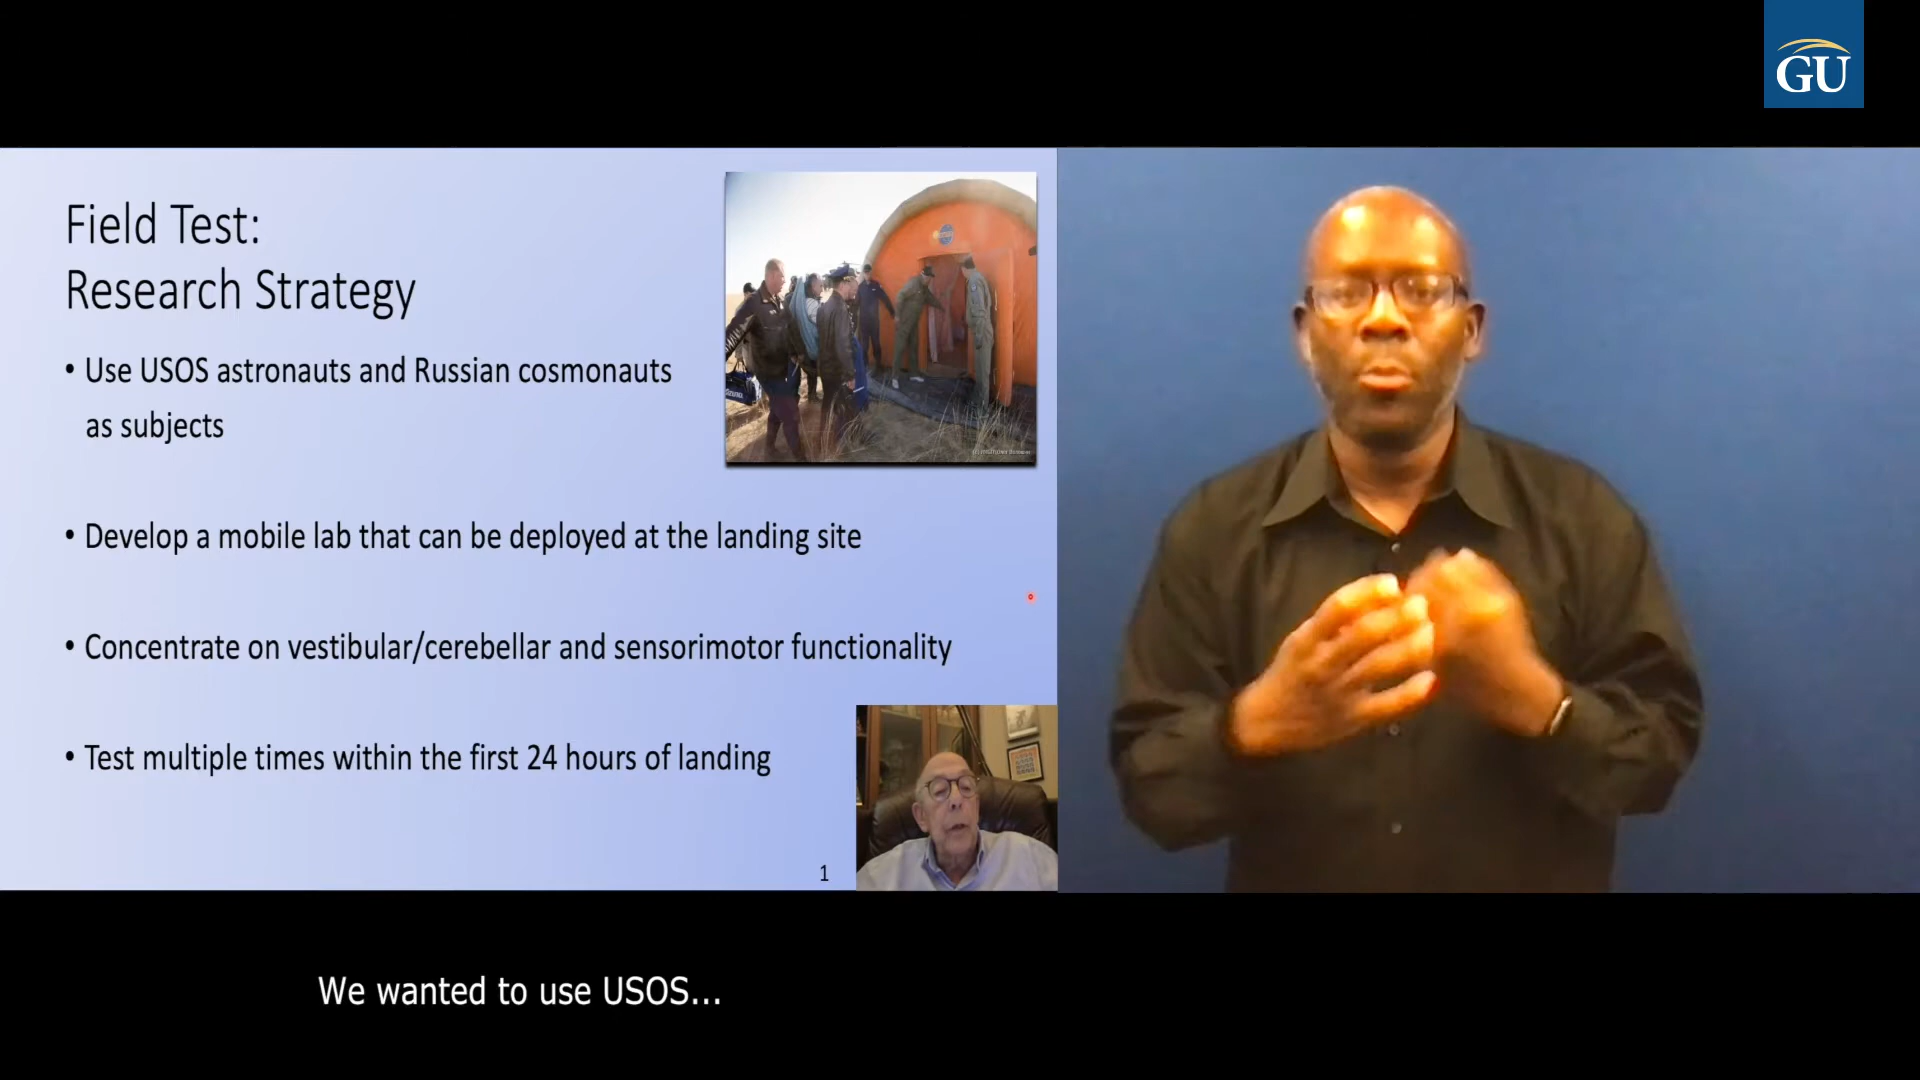 GU
Field Test:
Research Strategy
• Use USOS astronauts and Russian cosmonauts
as subjects
• Develop a mobile lab that can be deployed at the landing site
• Concentrate on vestibular/cerebellar and sensorimotor functionality
• Test multiple times within the first 24 hours of landing
1
We wanted to use USOS...